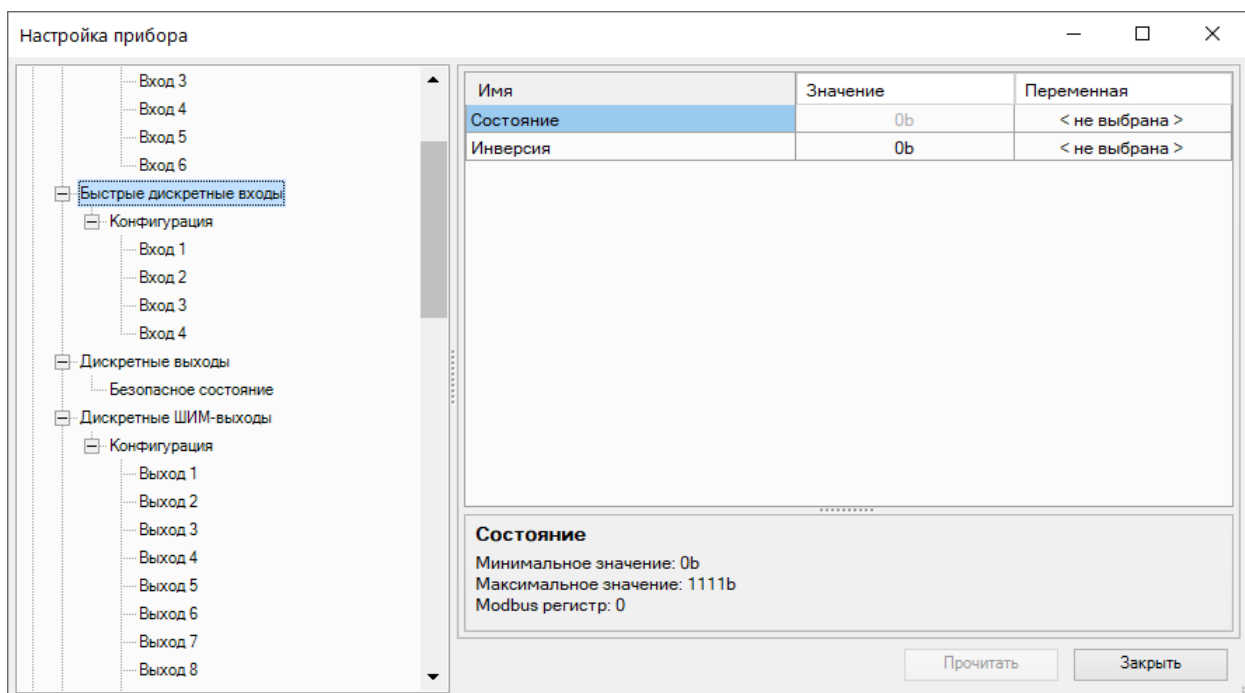 Настройка прибора
Вход 3
Вход 4
Вход 5
Вход 6
Быстрые дискретные входы
Конфигурация
Вход 1
Вход 2
Вход 3
Вход 4
Дискретные выходы
Безопасное состояние
Дискретные ШИМ-выходы
Конфигурация
Выход 1
Выход 2
Выход 3
Выход 4
Выход 5
Выход 6
Выход 7
Выход 8
Имя Значение Переменная
Состояние 0b < не выбрана >
Инверсия 0b < не выбрана >
Состояние
Минимальное значение: 0b
Максимальное значение: 1111b
Modbus регистр: 0
Прочитать Закрыть